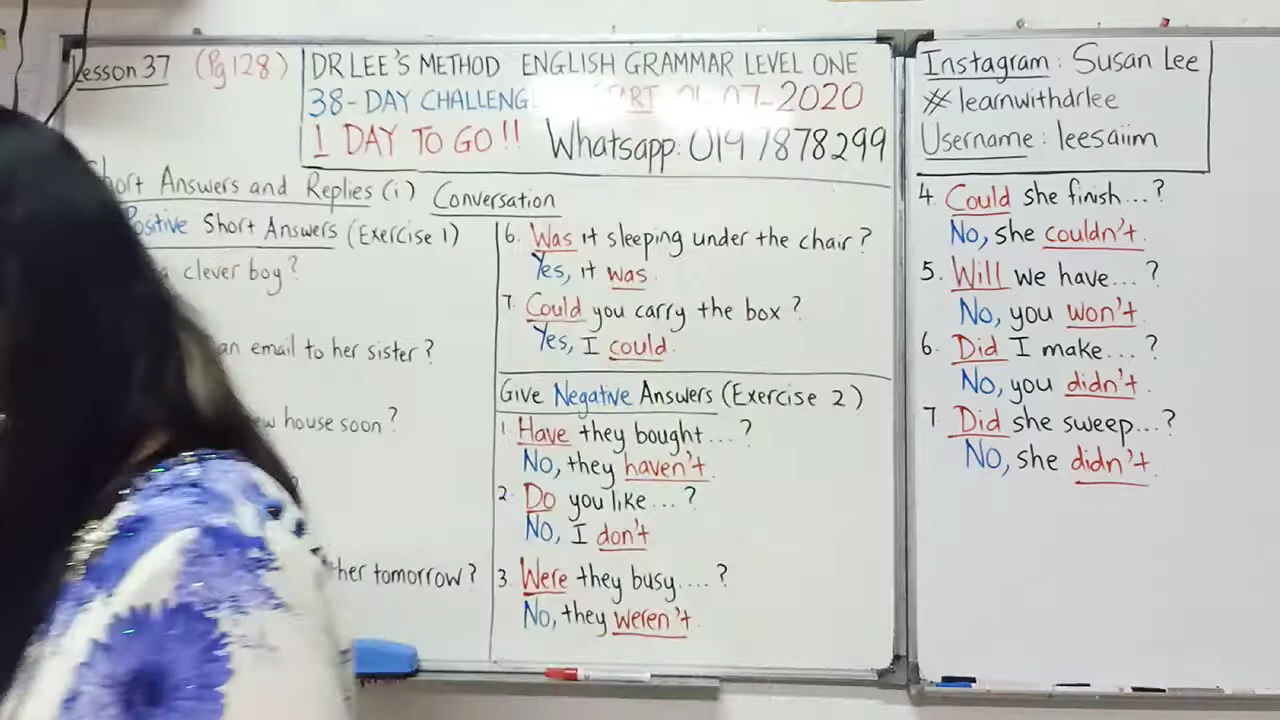 Lesson 37 (Pg 128)
DR LEE'S METHOD ENGLISH GRAMMAR LEVEL ONE
38-DAY CHALLENGE START 01-07-2020
1 DAY TO GO!! Whatsapp: 0197878299
Short Answers and Replies (i) Conversation
Positive Short Answers (Exercise 1)
a clever boy?
an email to her sister?
house soon?
tomorrow?
6. Was it sleeping under the chair?
Yes, it was.
7. Could you carry the box?
Yes, I could.
Give Negative Answers (Exercise 2)
1. Have they bought...?
No, they haven't.
2. Do you like...?
No, I don't.
3. Were they busy....?
No, they weren't.
Instagram: Susan Lee
#learnwithdrlee
Username: leesaiim
4. Could she finish...?
No, she couldn't.
5. Will we have...?
No, you won't.
6. Did I make...?
No, you didn't.
7. Did she sweep...?
No, she didn't.